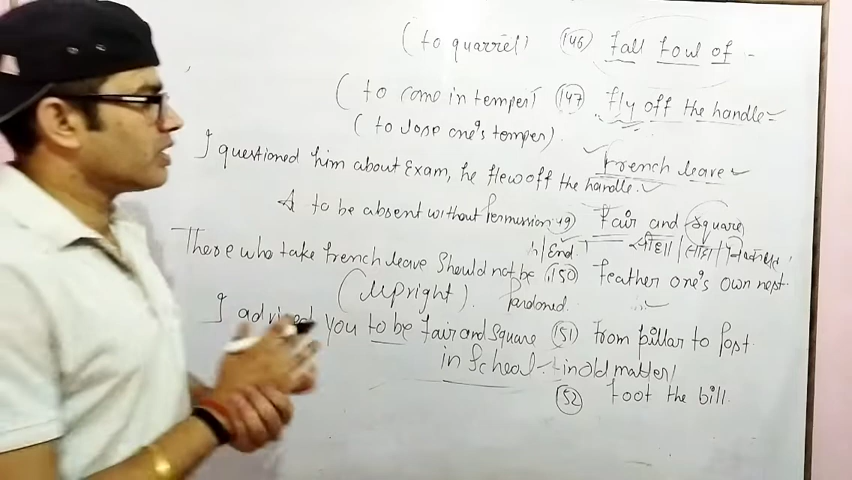 (to quarrel) (146) Fall foul of -
(to come in temper) (147) Fly off the handle =
(to lose one's temper).
French leave
I questioned him about Exam, he flew off the handle.
to be absent without Permission 149) Fair and Square
There who take french leave Should not be (150) Feather one's own nest.
(Upright). Pardoned.
I advised you to be fair and Square (151) From pillar to Post
in
(152) Foot the bill.